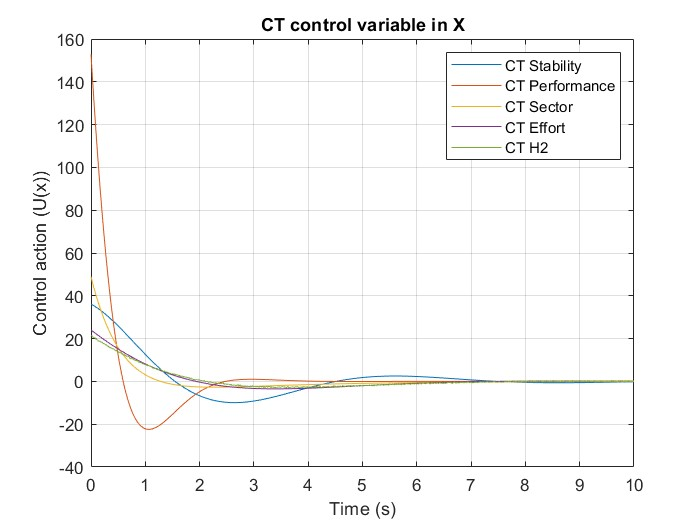 CT control variable in X
160
140
120
100
80
60
40
20
0
-20
-40
Control action (U(x))
CT Stability
CT Performance
CT Sector
CT Effort
CT H2
0 1 2 3 4 5 6 7 8 9 10
Time (s)